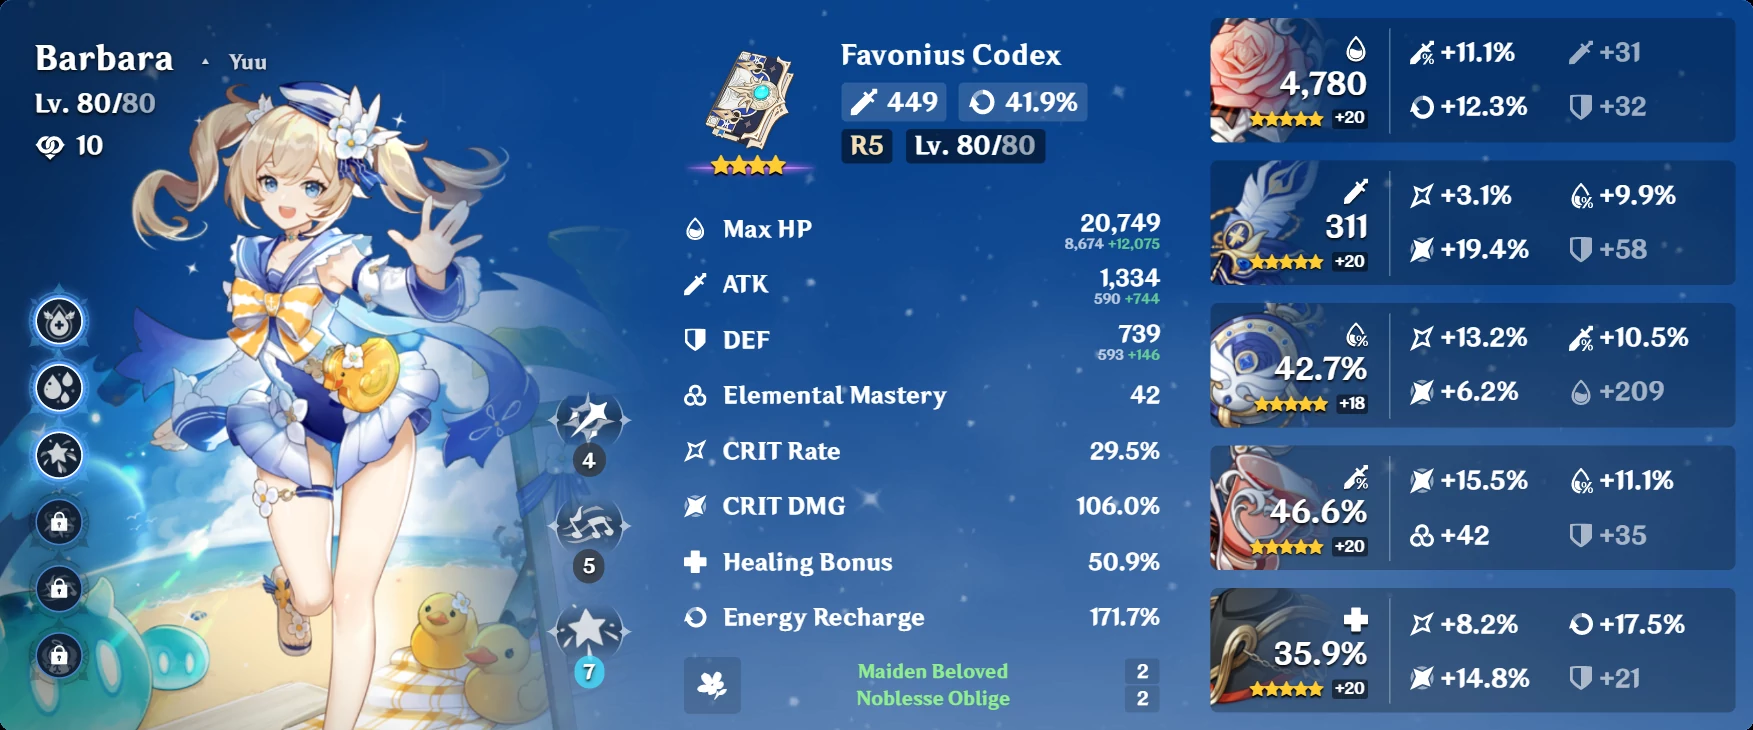 Barbara · Yuu
Lv. 80/80
10
4
5
7
Favonius Codex
449 41.9%
R5 Lv. 80/80
Max HP 20,749
8,674 +12,075
ATK 1,334
590 +744
DEF 739
593 +146
Elemental Mastery 42
CRIT Rate 29.5%
CRIT DMG 106.0%
Healing Bonus 50.9%
Energy Recharge 171.7%
Maiden Beloved 2
Noblesse Oblige 2
4,780
+20
+11.1% +31
+12.3% +32
311
+20
+3.1% +9.9%
+19.4% +58
42.7%
+18
+13.2% +10.5%
+6.2% +209
46.6%
+20
+15.5% +11.1%
+42 +35
35.9%
+20
+8.2% +17.5%
+14.8% +21